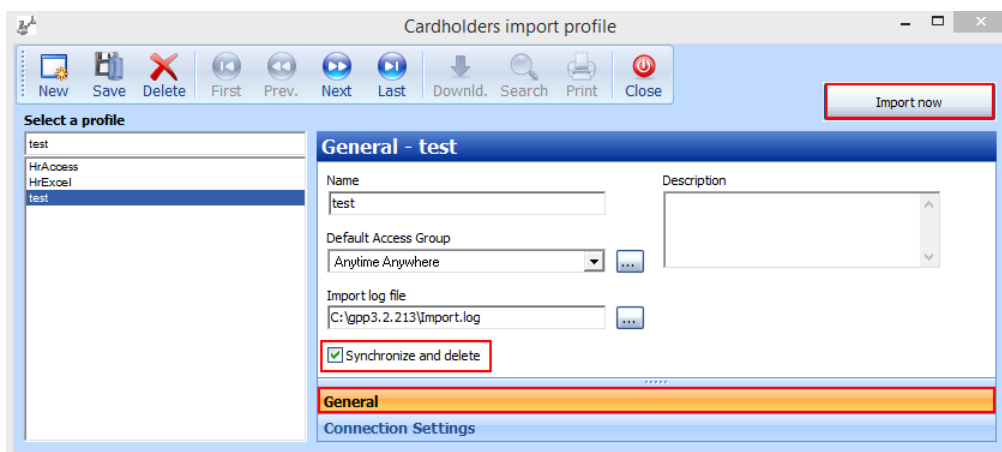 Cardholders import profile
New Save Delete First Prev. Next Last Downld. Search Print Close
Import now
Select a profile
test
HrAccess
HrExcel
test
General - test
Name
Description
test
Default Access Group
Anytime Anywhere
...
Import log file
C:\gpp3.2.213\Import.log
...
Synchronize and delete
General
Connection Settings